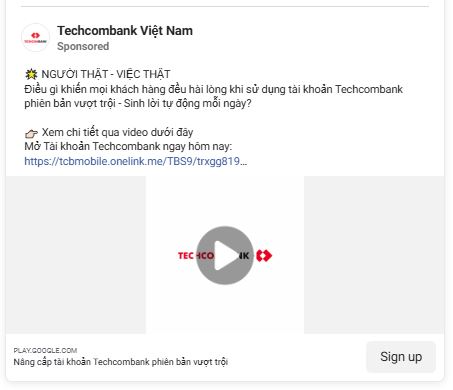 Techcombank Việt Nam
Sponsored
NGƯỜI THẬT - VIỆC THẬT
Điều gì khiến mọi khách hàng đều hài lòng khi sử dụng tài khoản Techcombank
phiên bản vượt trội - Sinh lời tự động mỗi ngày?
Xem chi tiết qua video dưới đây
Mở Tài khoản Techcombank ngay hôm nay:
https://tcbmobile.onelink.me/TBS9/trxgg819...
PLAY.GOOGLE.COM
Nâng cấp tài khoản Techcombank phiên bản vượt trội
Sign up